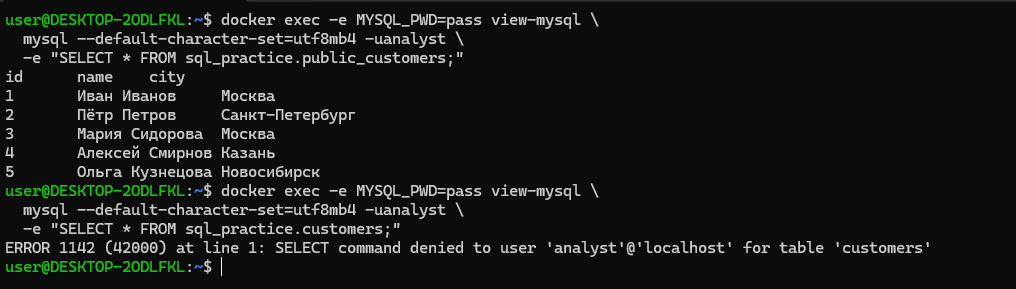 user@DESKTOP-2ODLFKL:~$ docker exec -e MYSQL_PWD=pass view-mysql \
  mysql --default-character-set=utf8mb4 -uanalyst \
  -e "SELECT * FROM sql_practice.public_customers;"
id      name    city
1       Иван Иванов     Москва
2       Пётр Петров     Санкт-Петербург
3       Мария Сидорова  Москва
4       Алексей Смирнов Казань
5       Ольга Кузнецова Новосибирск
user@DESKTOP-2ODLFKL:~$ docker exec -e MYSQL_PWD=pass view-mysql \
  mysql --default-character-set=utf8mb4 -uanalyst \
  -e "SELECT * FROM sql_practice.customers;"
ERROR 1142 (42000) at line 1: SELECT command denied to user 'analyst'@'localhost' for table 'customers'
user@DESKTOP-2ODLFKL:~$